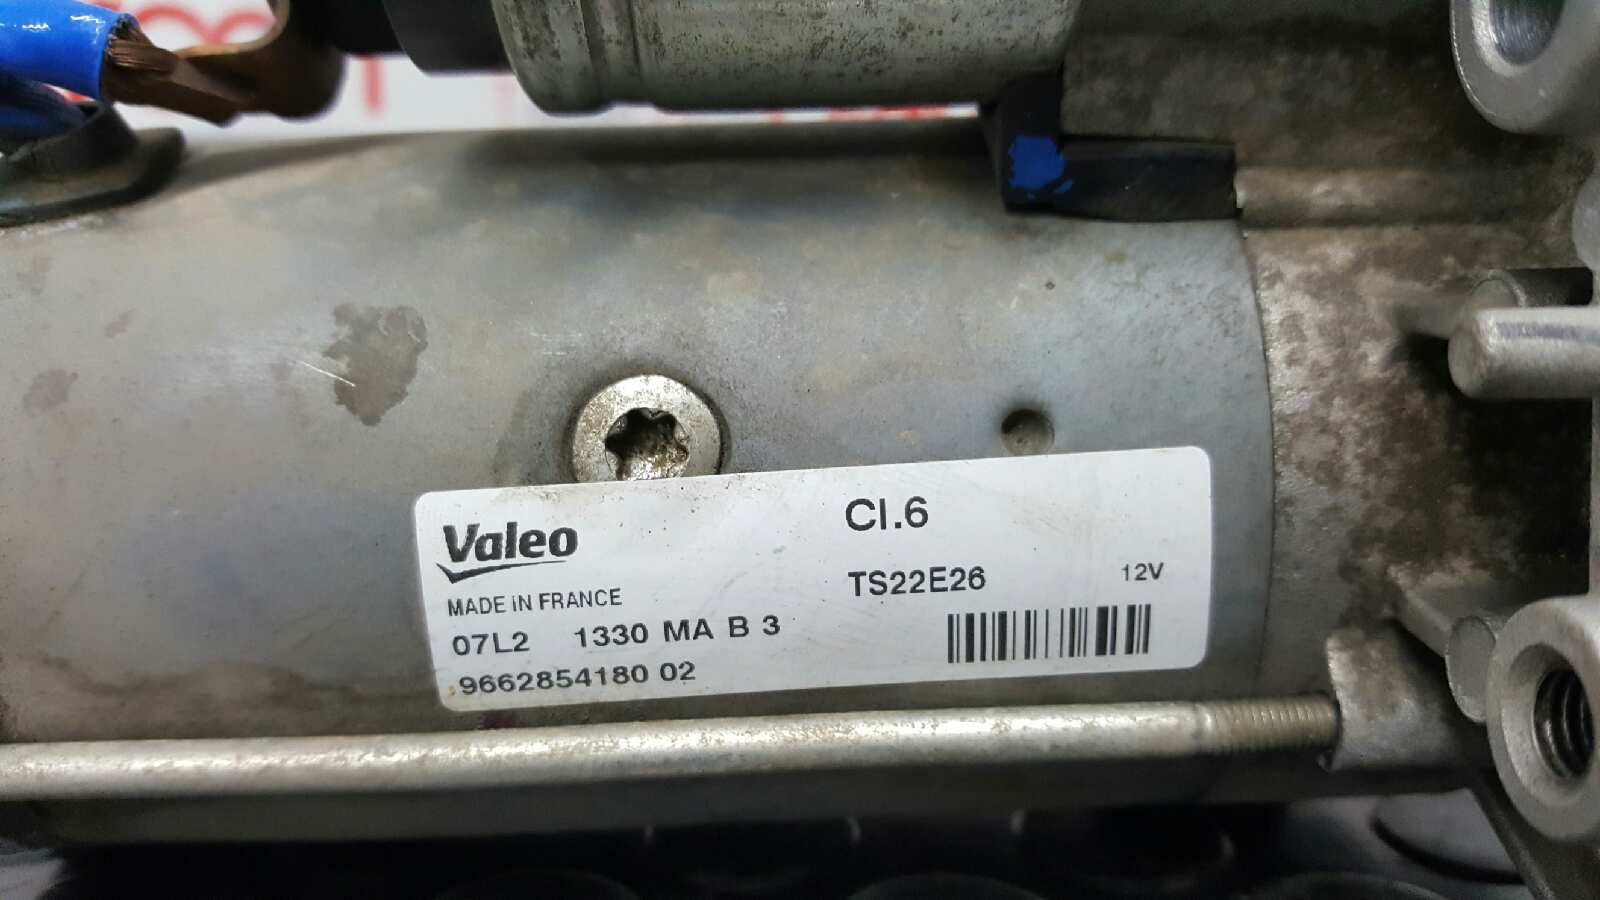 Valeo
Cl.6
MADE iN FRANCE
TS22E26
12V
07L2 1330 MA B 3
9662854180 02